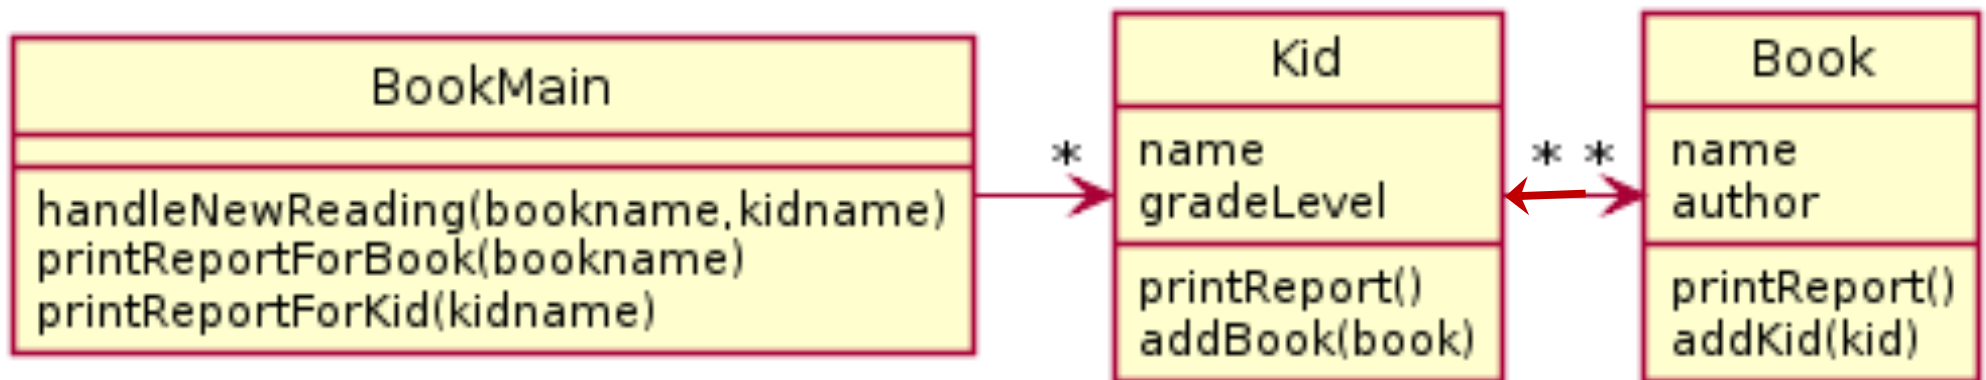 BookMain
handleNewReading(bookname,kidname)
printReportForBook(bookname)
printReportForKid(kidname)
*
Kid
name
gradeLevel
printReport()
addBook(book)
* *
Book
name
author
printReport()
addKid(kid)